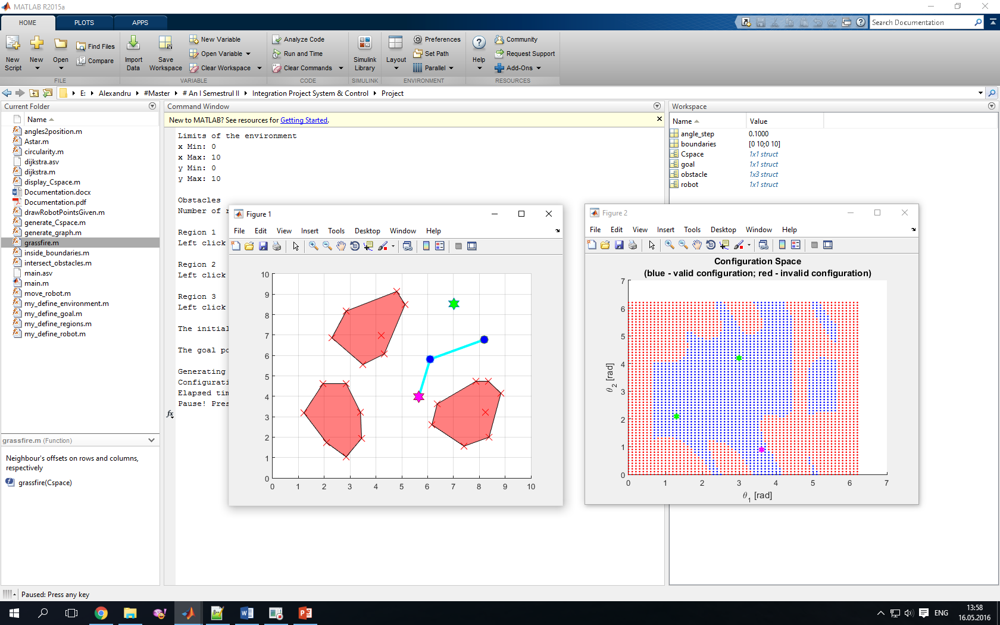 MATLAB R2015a
HOME
PLOTS
APPS
Search Documentation
New Script
New
Open
Find Files
Compare
Import Data
Save Workspace
New Variable
Open Variable
Clear Workspace
Analyze Code
Run and Time
Clear Commands
Simulink Library
Layout
Preferences
Set Path
Parallel
Help
Community
Request Support
Add-Ons
FILE
VARIABLE
CODE
SIMULINK
ENVIRONMENT
RESOURCES
E: Alexandru #Master # An I Semestrul II Integration Project System & Control Project
Current Folder
Name
angles2position.m
Astar.m
circularity.m
dijkstra.asv
dijkstra.m
display_Cspace.m
Documentation.docx
Documentation.pdf
drawRobotPointsGiven.m
generate_Cspace.m
generate_graph.m
grassfire.m
inside_boundaries.m
intersect_obstacles.m
main.asv
main.m
move_robot.m
my_define_environment.m
my_define_goal.m
my_define_regions.m
my_define_robot.m
grassfire.m (Function)
Neighbour's offsets on rows and columns,
respectively
grassfire(Cspace)
Command Window
New to MATLAB? See resources for Getting Started.
Limits of the environment
x Min: 0
x Max: 10
y Min: 0
y Max: 10
Obstacles
Number of
Region 1
Left click
Region 2
Left click
Region 3
Left click
The initial
The goal
Generating
Elapsed
Pause!
fx
Workspace
Name Value
angle_step 0.1000
boundaries [0 10;0 10]
Cspace 1x1 struct
goal 1x1 struct
obstacle 1x3 struct
robot 1x1 struct
Figure 1
File Edit View Insert Tools Desktop Window Help
10
9
8
7
6
5
4
3
2
1
0
0 1 2 3 4 5 6 7 8 9 10
Figure 2
File Edit View Insert Tools Desktop Window Help
Configuration Space
(blue - valid configuration; red - invalid configuration)
7
6
5
4
3
2
1
0
θ2 [rad]
0 1 2 3 4 5 6 7
θ1 [rad]
Paused: Press any key
ENG
13:58
16.05.2016